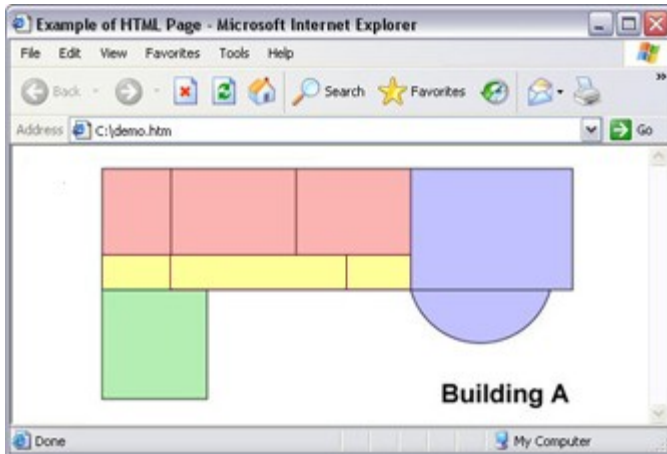 Example of HTML Page - Microsoft Internet Explorer
File Edit View Favorites Tools Help
Back Search Favorites »
Address C:\demo.htm Go
Building A
Done My Computer